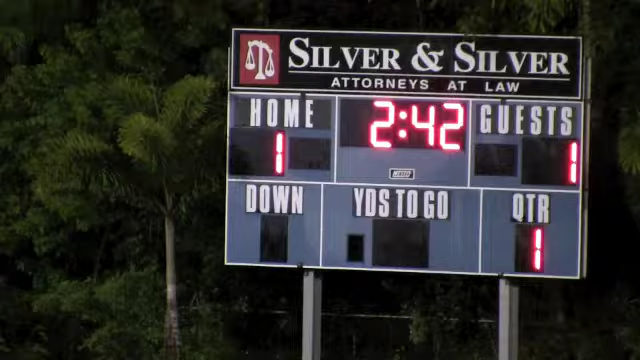 SILVER & SILVER
ATTORNEYS AT LAW
HOME 2:42 GUESTS
1 1
DOWN YDS TO GO QTR
1